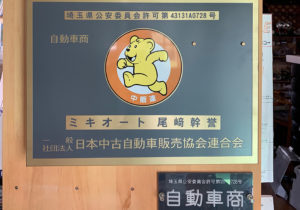 埼玉県公安委員会許可第 43131A0728 号
自動車商
中販連
ミキオート 尾﨑幹誉
一般社団法人 日本中古自動車販売協会連合会
自動車商